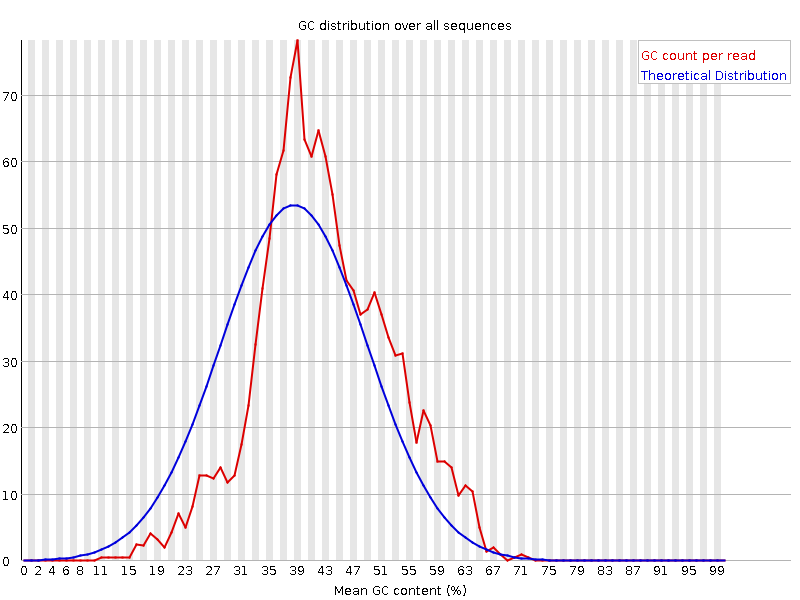 GC distribution over all sequences
GC count per read
Theoretical Distribution
70
60
50
40
30
20
10
0
0 2 4 6 8 11 15 19 23 27 31 35 39 43 47 51 55 59 63 67 71 75 79 83 87 91 95 99
Mean GC content (%)